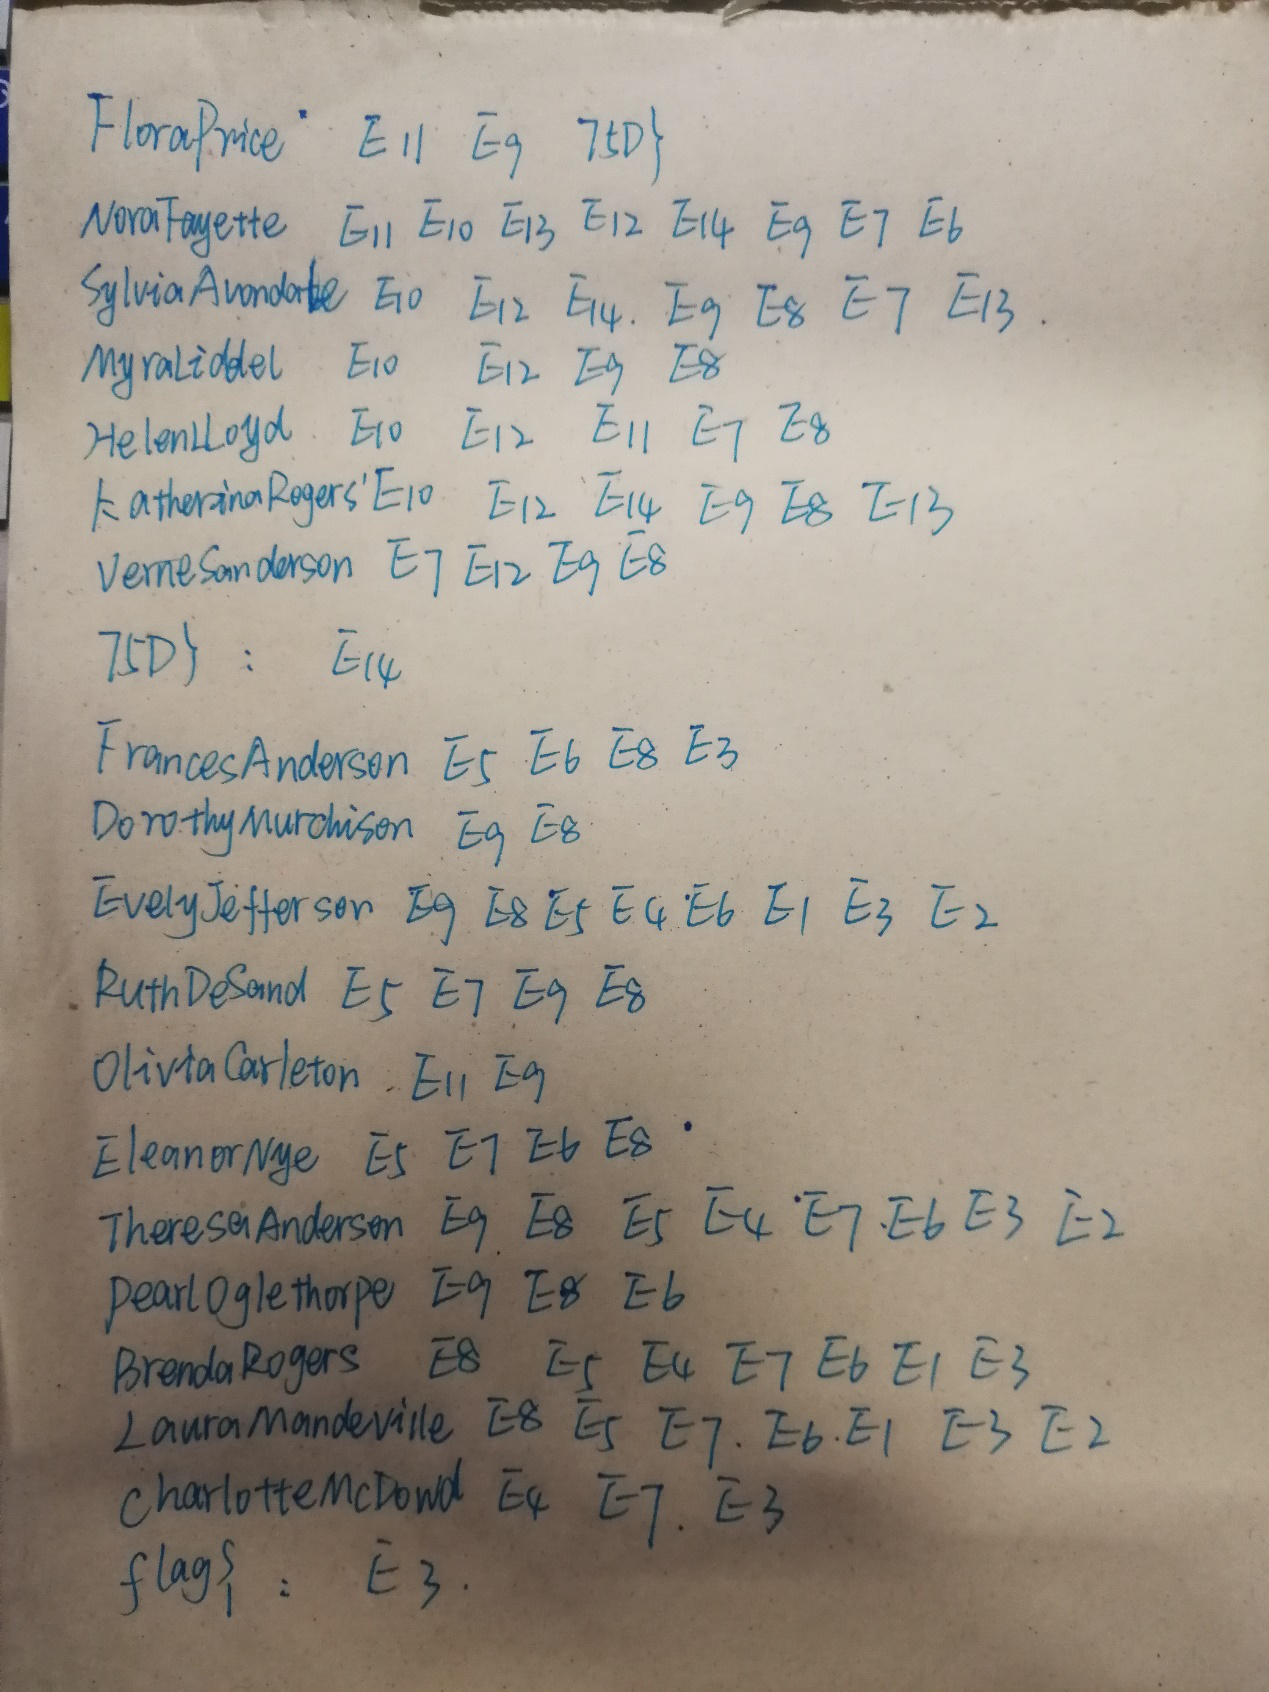 FloraPrice E11 E9 75D}
NoraFayette E11 E10 E13 E12 E14 E9 E7 E6
SylviaAvondale E10 E12 E14. E9 E8 E7 E13.
MyraLiddel E10 E12 E9 E8
HelenLLoyd E10 E12 E11 E7 E8
KatherinaRogers E10 E12 E14 E9 E8 E13
VerneSanderson E7 E12 E9 E8
75D} : E14
FrancesAnderson E5 E6 E8 E3
DorothyMurchison E9 E8
EvelyJefferson E9 E8 E5 E4 E6 E1 E3 E2
RuthDeSand E5 E7 E9 E8
OliviaCarleton E11 E9
EleanorNye E5 E7 E6 E8
TheresaAnderson E9 E8 E5 E4 E7 E6 E3 E2
PearlOglethorpe E9 E8 E6
BrendaRogers E8 E5 E4 E7 E6 E1 E3
LauraMandeville E8 E5 E7. E6. E1 E3 E2
CharlotteMcDowd E4 E7. E3
flag{ : E3.